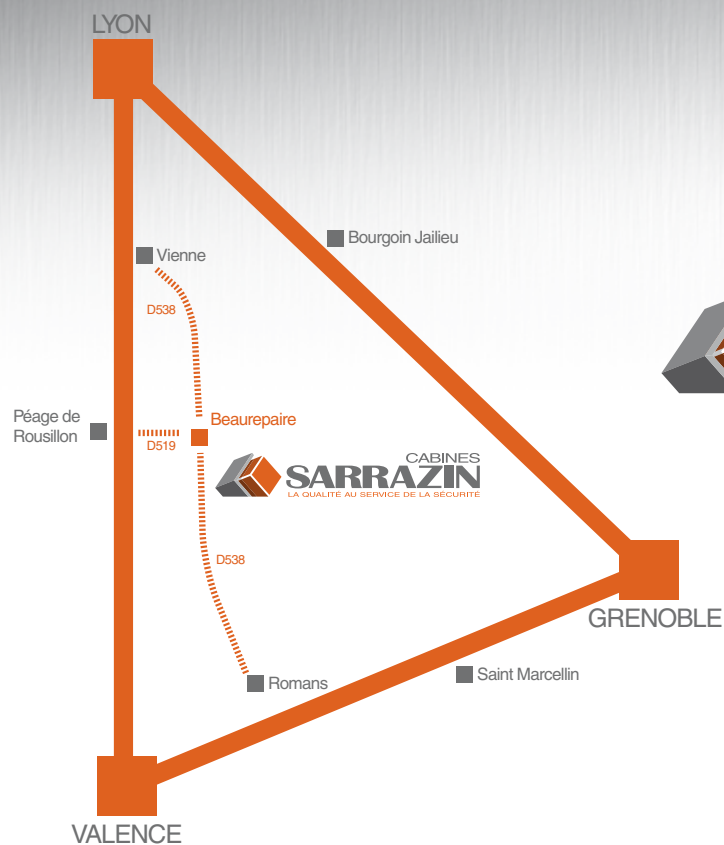 LYON
Bourgoin Jailieu
Vienne
D538
Péage de
Rousillon
D519
Beaurepaire
CABINES
SARRAZIN
LA QUALITÉ AU SERVICE DE LA SÉCURITÉ
D538
GRENOBLE
Saint Marcellin
Romans
VALENCE